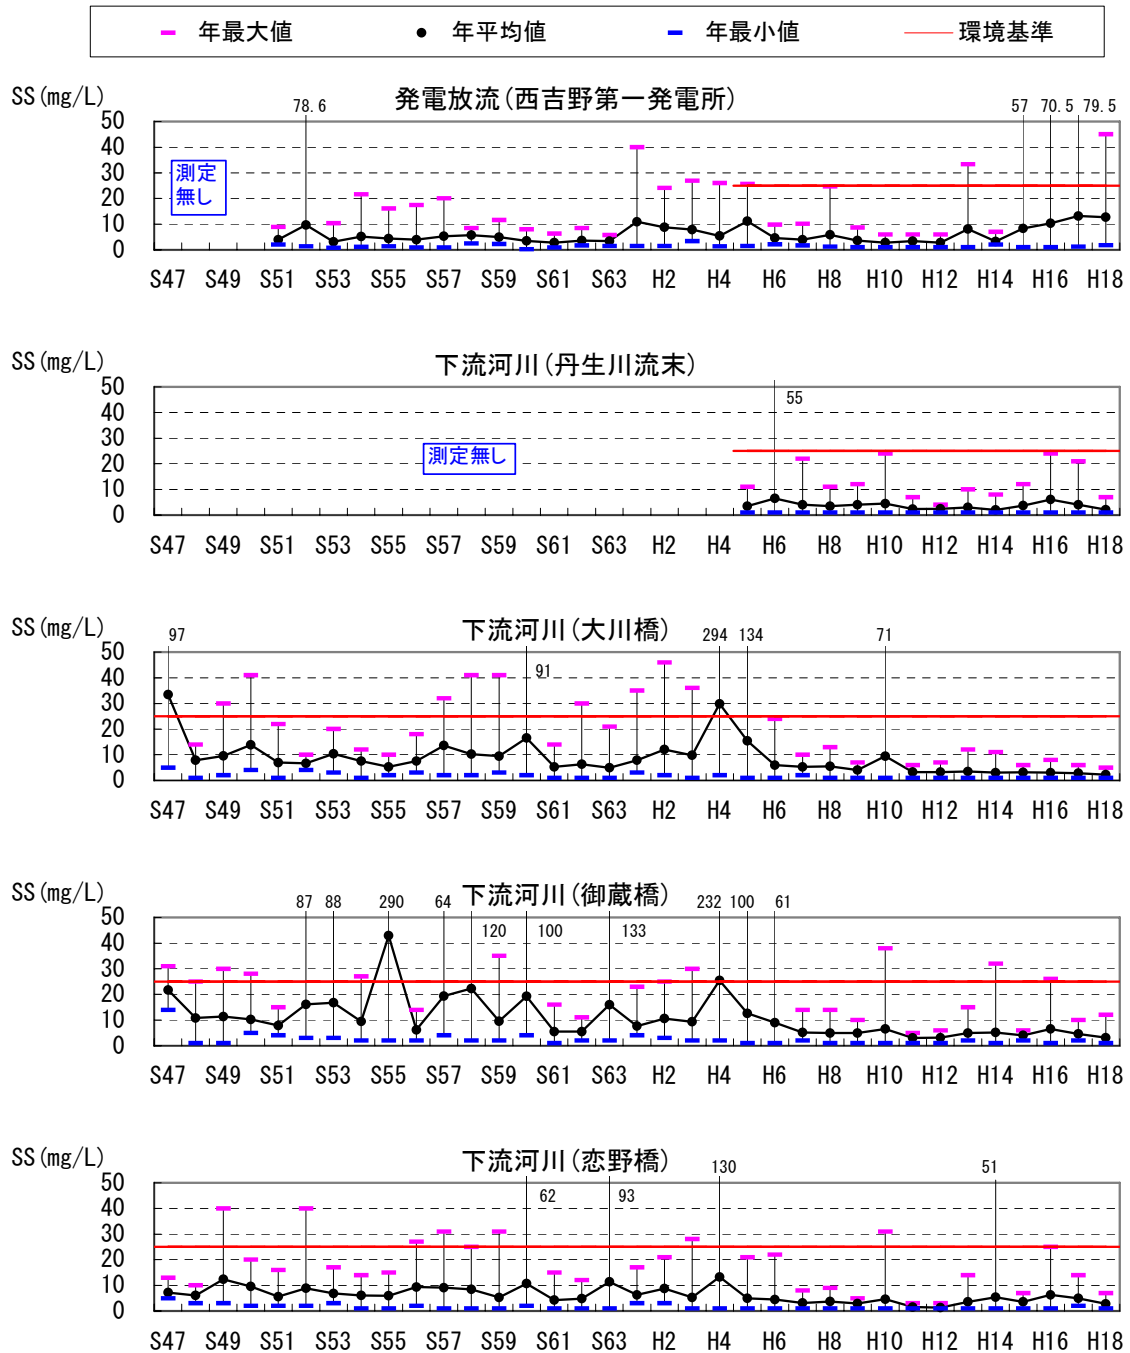 年最大値 年平均値 年最小値 環境基準
SS(mg/L) 発電放流(西吉野第一発電所)
78.6 57 70.5 79.5
50
40
30
20
10
0
測定
無し
S47 S49 S51 S53 S55 S57 S59 S61 S63 H2 H4 H6 H8 H10 H12 H14 H16 H18
SS(mg/L) 下流河川(丹生川流末)
50
40
30
20
10
0
55
測定無し
S47 S49 S51 S53 S55 S57 S59 S61 S63 H2 H4 H6 H8 H10 H12 H14 H16 H18
SS(mg/L) 下流河川(大川橋)
97 294 134 71
91
50
40
30
20
10
0
S47 S49 S51 S53 S55 S57 S59 S61 S63 H2 H4 H6 H8 H10 H12 H14 H16 H18
SS(mg/L) 下流河川(御蔵橋)
87 88 290 64 232 100 61
120 100 133
50
40
30
20
10
0
S47 S49 S51 S53 S55 S57 S59 S61 S63 H2 H4 H6 H8 H10 H12 H14 H16 H18
SS(mg/L) 下流河川(恋野橋)
130 51
62 93
50
40
30
20
10
0
S47 S49 S51 S53 S55 S57 S59 S61 S63 H2 H4 H6 H8 H10 H12 H14 H16 H18